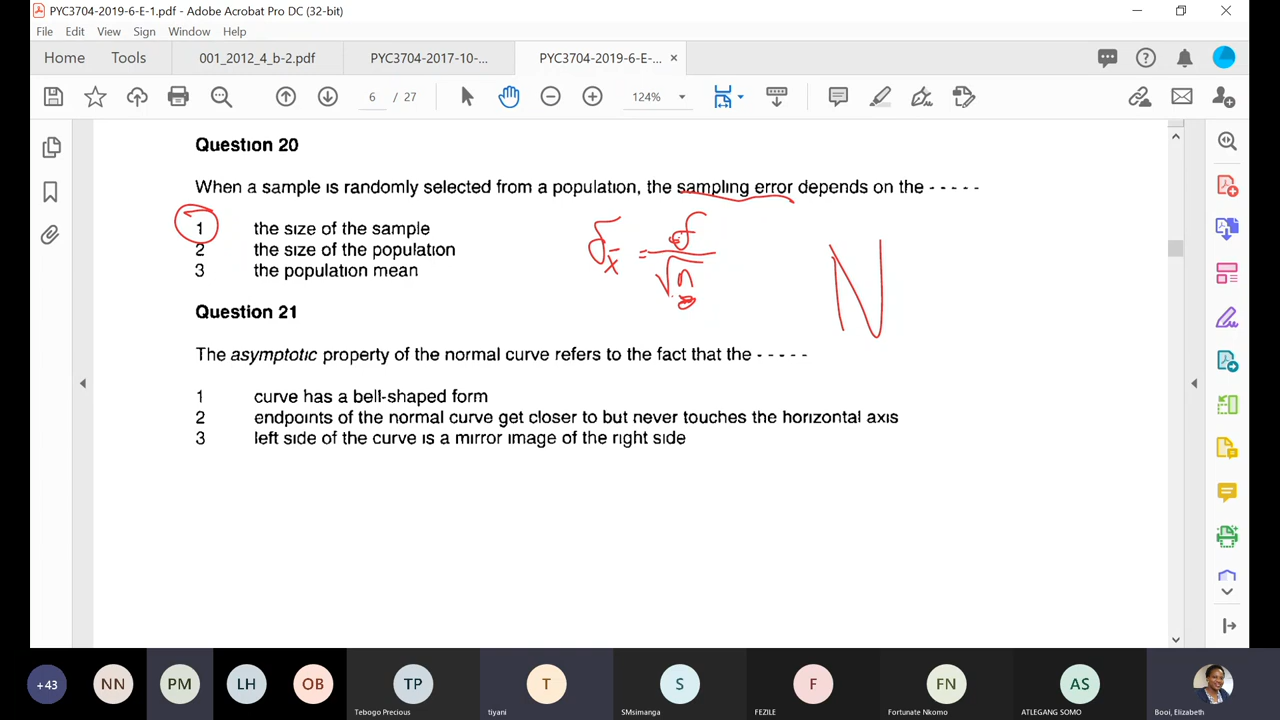 PYC3704-2019-6-E-1.pdf - Adobe Acrobat Pro DC (32-bit)
File Edit View Sign Window Help
Home Tools 001_2012_4_b-2.pdf PYC3704-2017-10-... PYC3704-2019-6-E-... ×
6 / 27 124%
Question 20
When a sample is randomly selected from a population, the sampling error depends on the - - - - -
1 the size of the sample
2 the size of the population
3 the population mean
σx̄ = σ/√n
N
Question 21
The asymptotic property of the normal curve refers to the fact that the - - - - -
1 curve has a bell-shaped form
2 endpoints of the normal curve get closer to but never touches the horizontal axis
3 left side of the curve is a mirror image of the right side
+43 NN PM LH OB TP T S F FN AS
Tebogo Precious tiyani SMsimanga FEZILE Fortunate Nkomo ATLEGANG SOMO Booi, Elizabeth